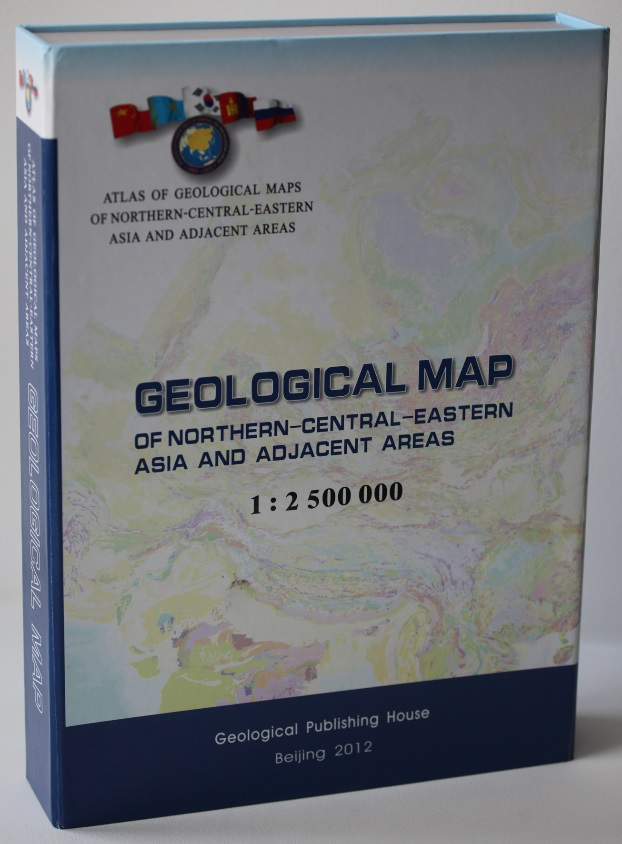 ATLAS OF GEOLOGICAL MAPS
OF NORTHERN-CENTRAL-EASTERN
ASIA AND ADJACENT AREAS
GEOLOGICAL MAP
OF NORTHERN-CENTRAL-EASTERN
ASIA AND ADJACENT AREAS
1 : 2 500 000
Geological Publishing House
Beijing 2012
ATLAS OF GEOLOGICAL MAPS
OF NORTHERN-CENTRAL-EASTERN
ASIA AND ADJACENT AREAS
GEOLOGICAL MAP